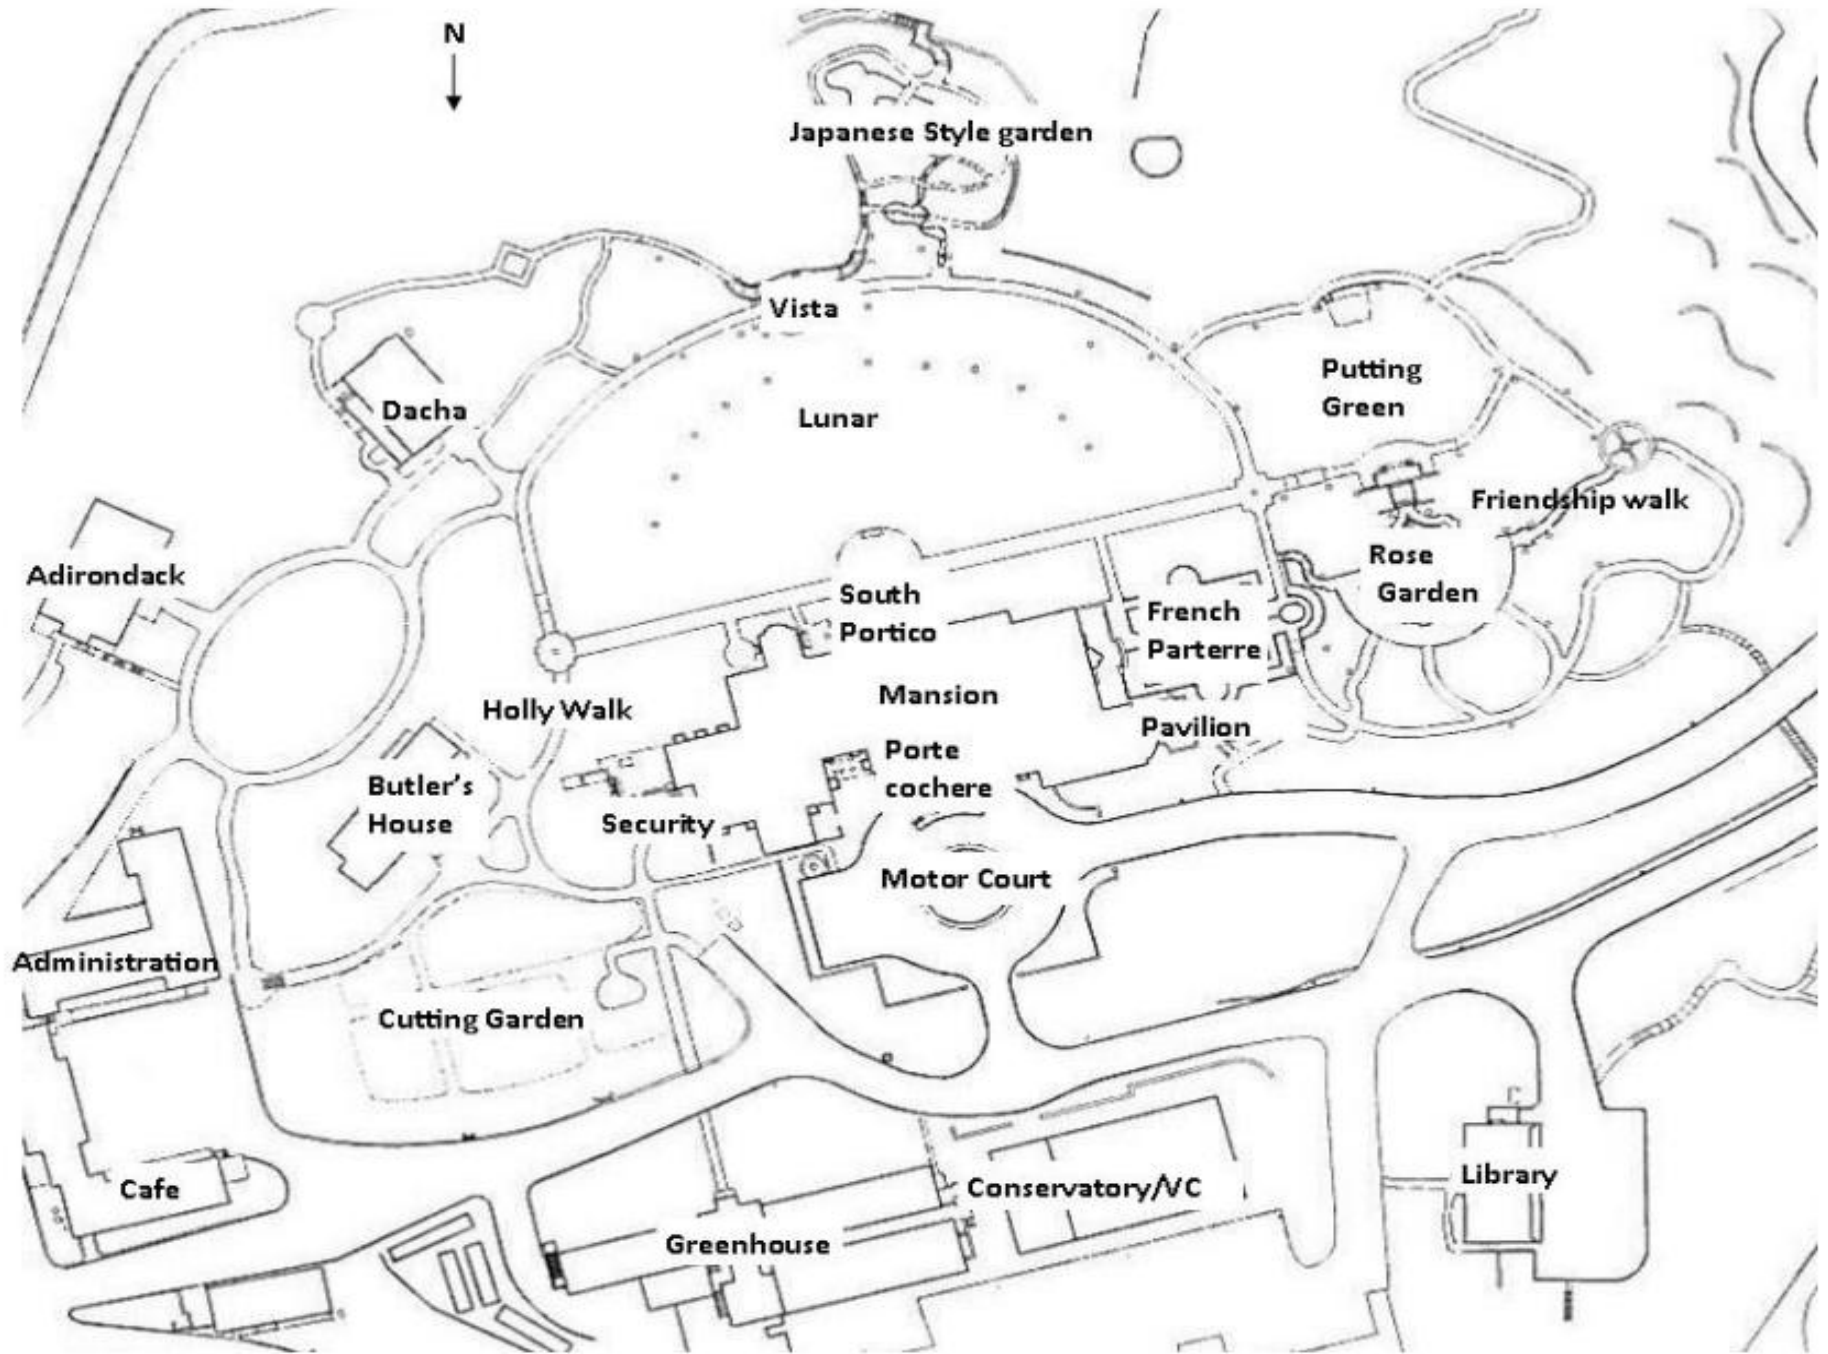 N
Japanese Style garden
Vista
Putting
Green
Dacha
Lunar
Friendship walk
Adirondack
Rose
Garden
South
Portico
French
Parterre
Mansion
Holly Walk
Pavilion
Porte
cochere
Butler's
House
Security
Motor Court
Administration
Cutting Garden
Library
Cafe
Conservatory/VC
Greenhouse